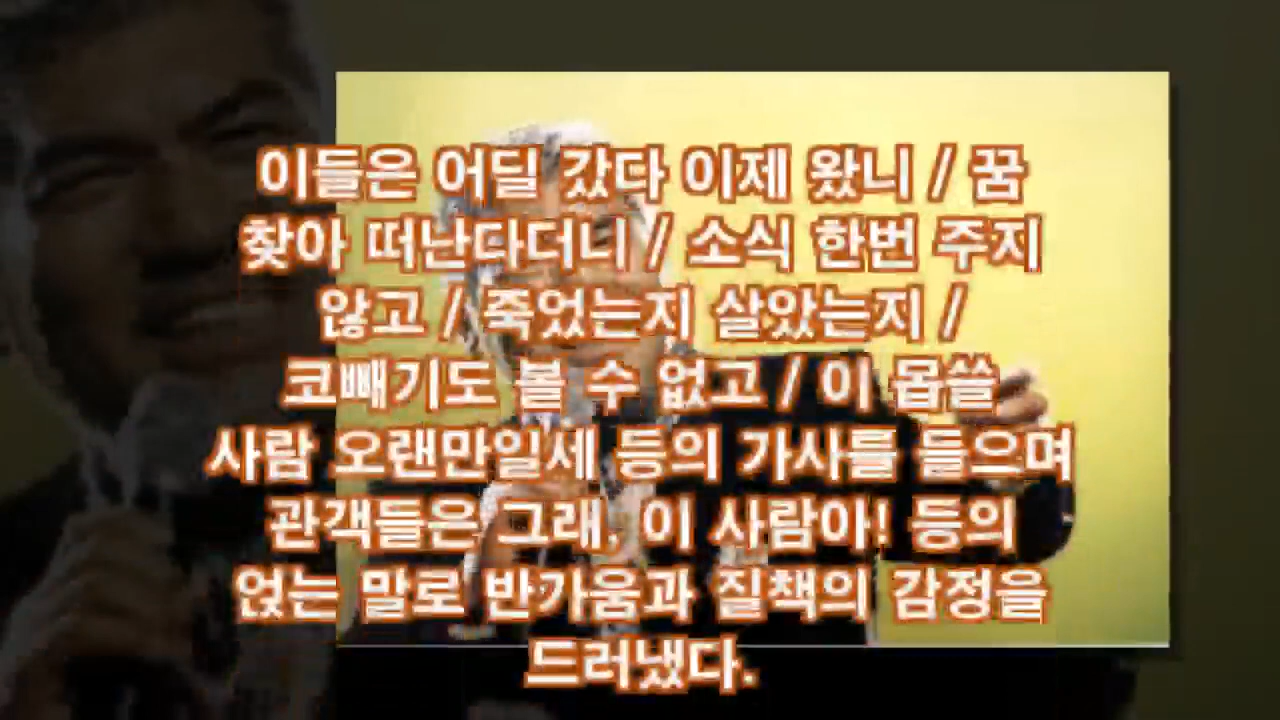 이들은 어딜 갔다 이제 왔니 / 꿈
찾아 떠난다더니 / 소식 한번 주지
않고 / 죽었는지 살았는지 /
코빼기도 볼 수 없고 / 이 몹쓸
사람 오랜만일세 등의 가사를 들으며
관객들은 그래, 이 사람아! 등의
얹는 말로 반가움과 질책의 감정을
드러냈다.